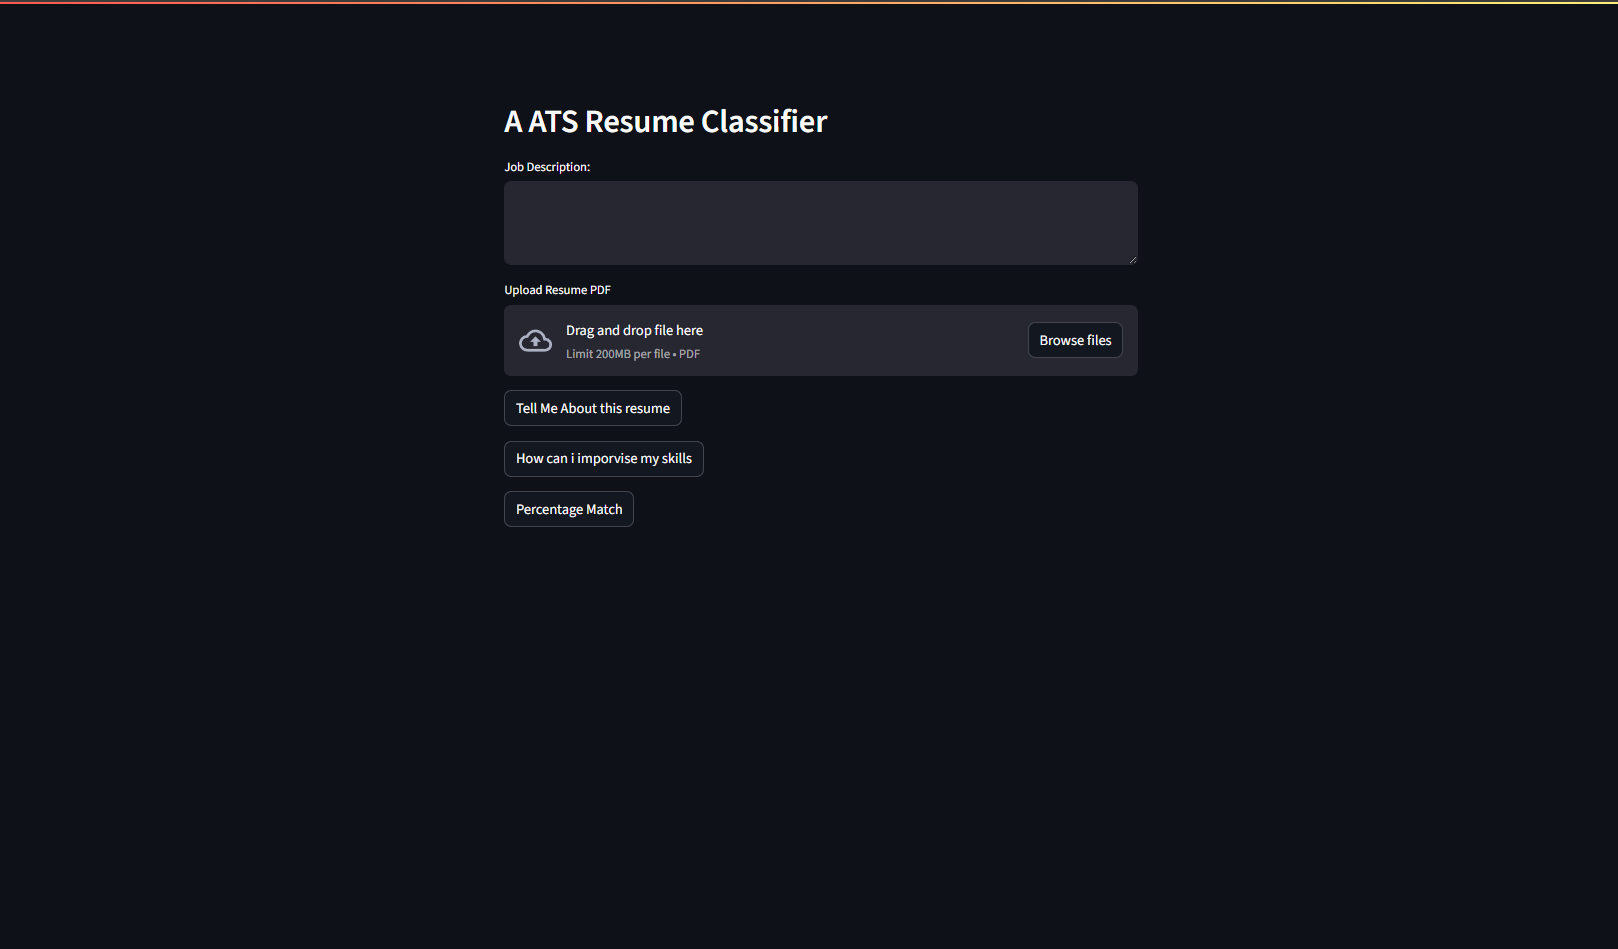 A ATS Resume Classifier
Job Description:
Upload Resume PDF
Drag and drop file here
Limit 200MB per file • PDF
Browse files
Tell Me About this resume
How can i imporvise my skills
Percentage Match